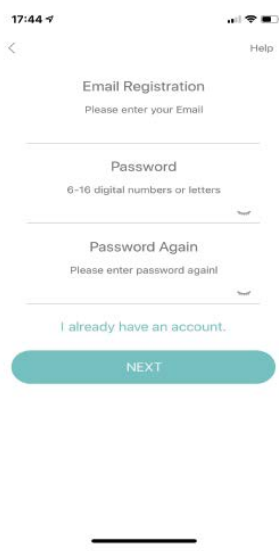 17:44
Help
Email Registration
Please enter your Email
Password
6-16 digital numbers or letters
Password Again
Please enter password again!
I already have an account.
NEXT